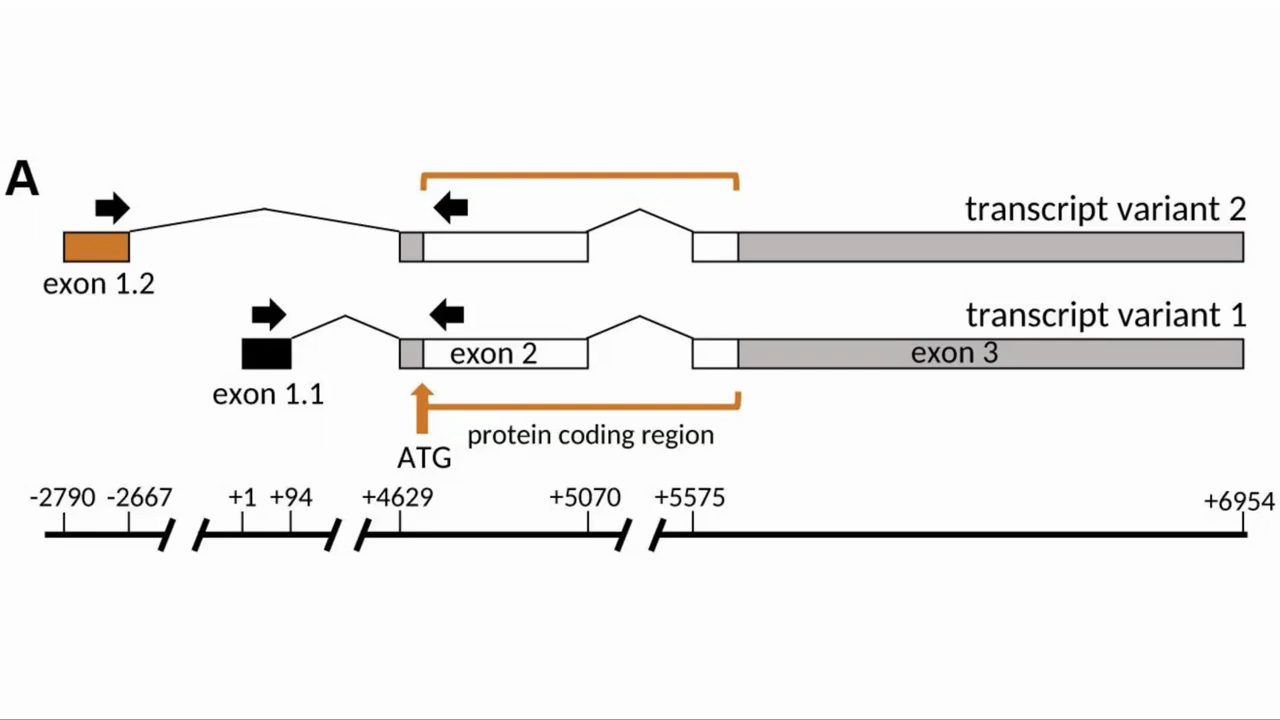 A
transcript variant 2
exon 1.2
transcript variant 1
exon 2
exon 3
exon 1.1
protein coding region
ATG
-2790 -2667 +1 +94 +4629 +5070 +5575 +6954